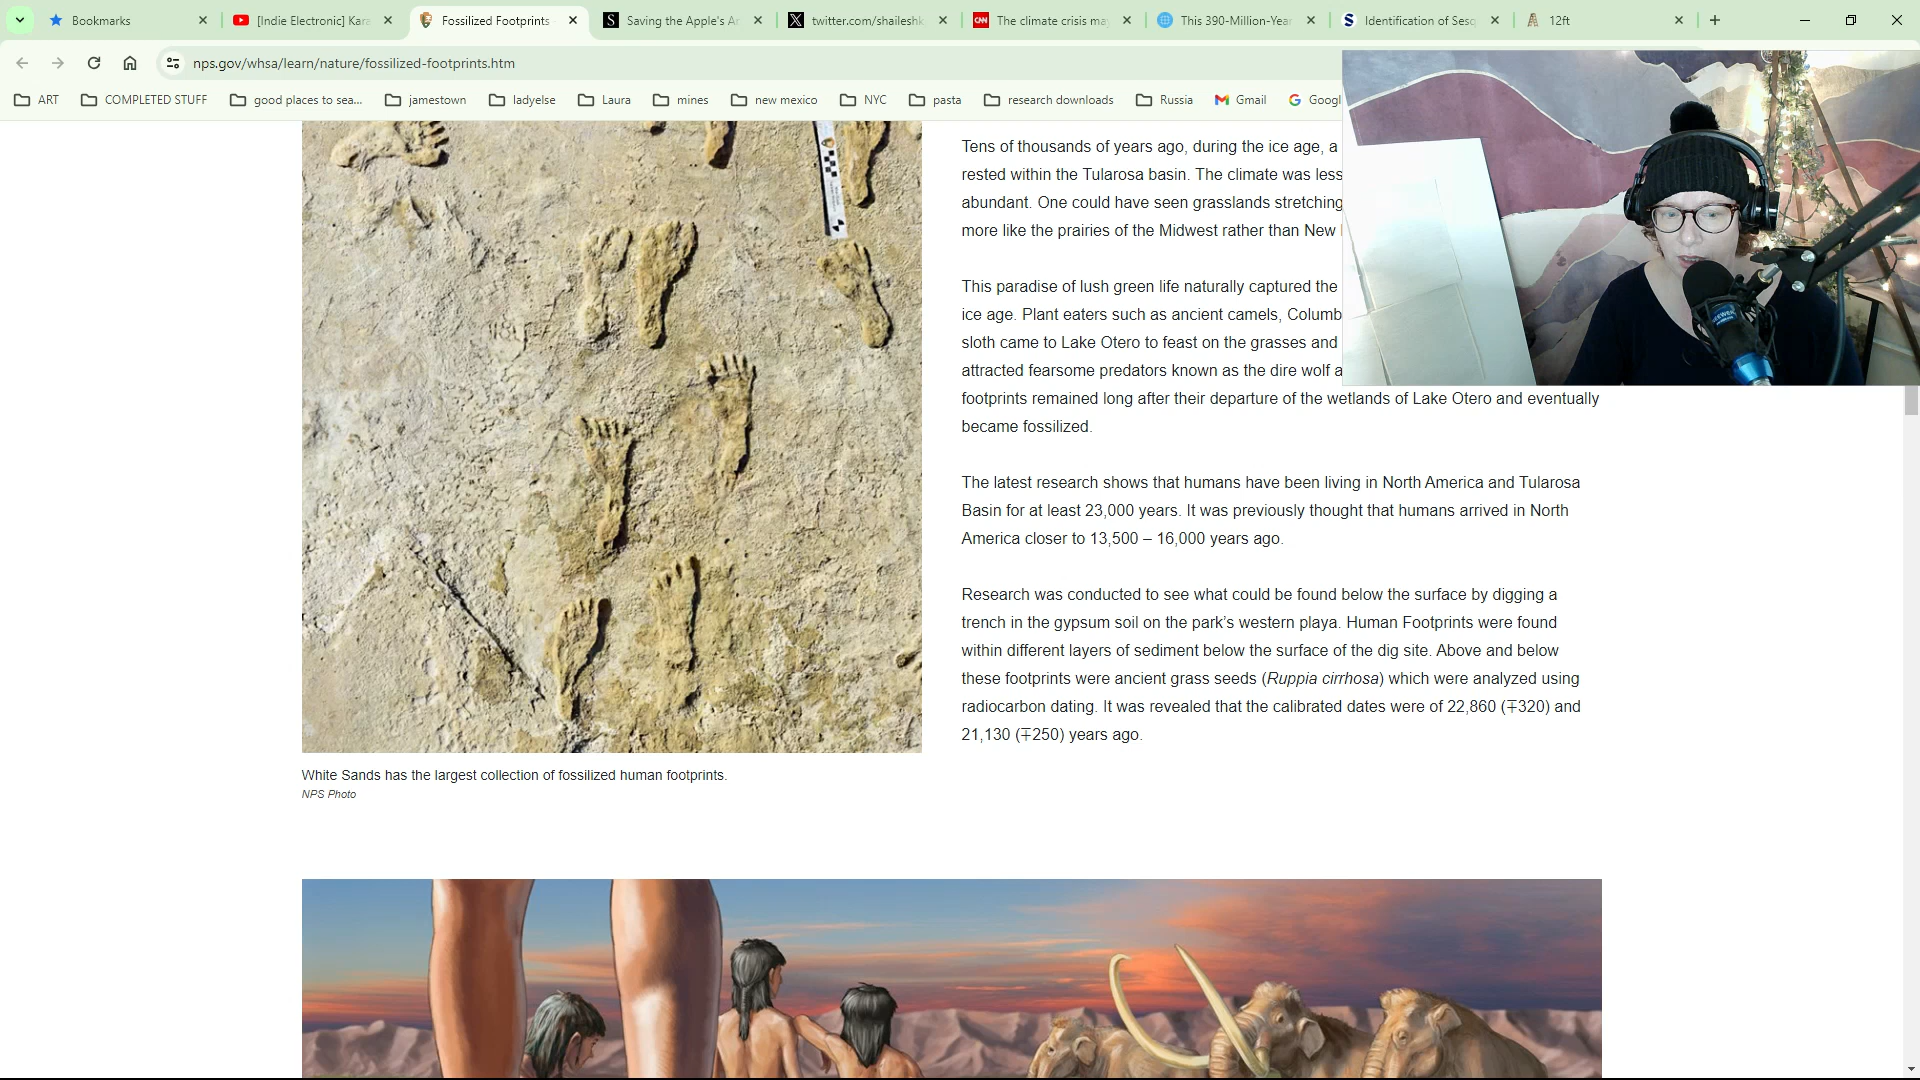 Bookmarks
[Indie Electronic] Kara
Fossilized Footprints
Saving the Apple's A
twitter.com/shaileshk
The climate crisis may
This 390-Million-Year
Identification of Sesq
12ft
nps.gov/whsa/learn/nature/fossilized-footprints.htm
ART
COMPLETED STUFF
good places to sea...
jamestown
ladyelse
Laura
mines
new mexico
NYC
pasta
research downloads
Russia
Gmail
Googl
Tens of thousands of years ago, during the ice age, a
rested within the Tularosa basin. The climate was less
abundant. One could have seen grasslands stretching
more like the prairies of the Midwest rather than New
This paradise of lush green life naturally captured the
ice age. Plant eaters such as ancient camels, Columb
sloth came to Lake Otero to feast on the grasses and
attracted fearsome predators known as the dire wolf a
footprints remained long after their departure of the wetlands of Lake Otero and eventually
became fossilized.
The latest research shows that humans have been living in North America and Tularosa
Basin for at least 23,000 years. It was previously thought that humans arrived in North
America closer to 13,500 – 16,000 years ago.
Research was conducted to see what could be found below the surface by digging a
trench in the gypsum soil on the park's western playa. Human Footprints were found
within different layers of sediment below the surface of the dig site. Above and below
these footprints were ancient grass seeds (Ruppia cirrhosa) which were analyzed using
radiocarbon dating. It was revealed that the calibrated dates were of 22,860 (∓320) and
21,130 (∓250) years ago.
White Sands has the largest collection of fossilized human footprints.
NPS Photo